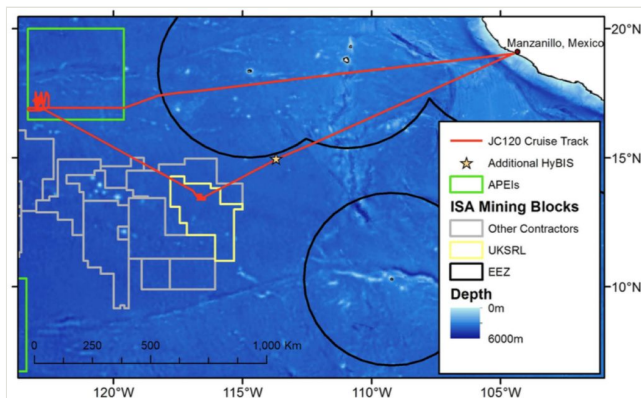 20°N
Manzanillo, Mexico
JC120 Cruise Track
Additional HyBIS
APEIs
ISA Mining Blocks
Other Contractors
UKSRL
EEZ
Depth
0m
6000m
15°N
10°N
0 250 500 1,000 Km
120°W 115°W 110°W 105°W